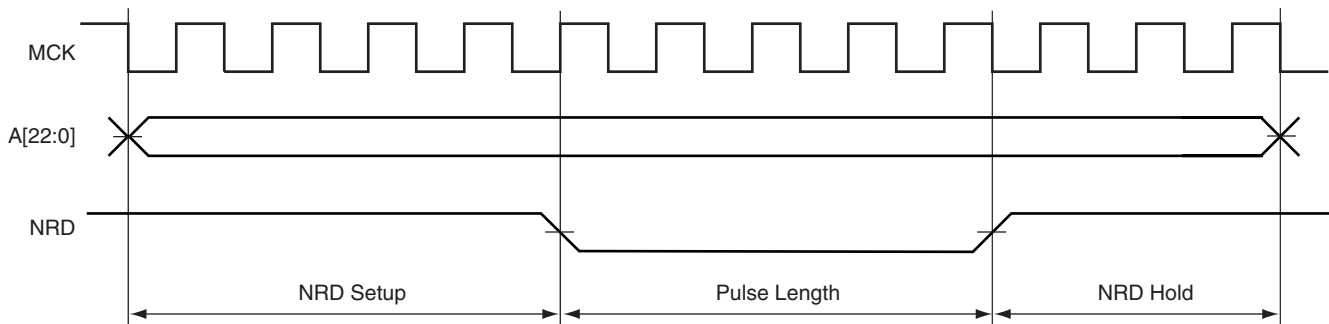 MCK
A[22:0]
NRD
NRD Setup
Pulse Length
NRD Hold